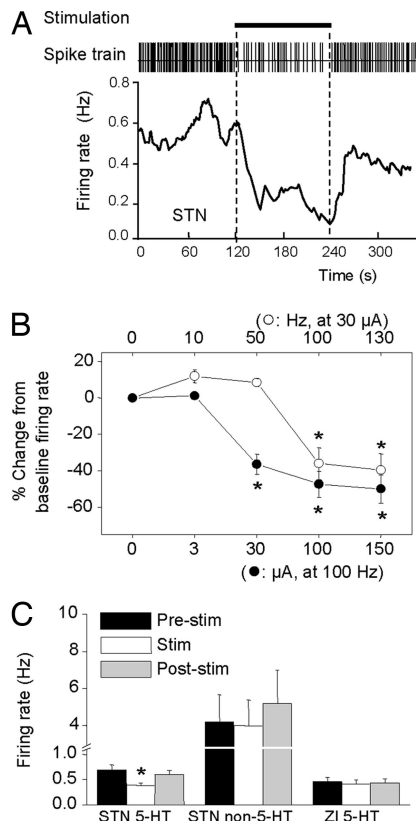 A
Stimulation
Spike train
Firing rate (Hz)
0.8
0.6
0.4
0.2
0.0
STN
0 60 120 180 240 300
Time (s)
B
(○: Hz, at 30 µA)
0 10 50 100 130
% Change from
baseline firing rate
20
0
-20
-40
-60
* *
* * *
0 3 30 100 150
(●: µA, at 100 Hz)
C
Firing rate (Hz)
10
8
6
4
1.0
0.5
0.0
Pre-stim
Stim
Post-stim
*
STN 5-HT STN non-5-HT ZI 5-HT